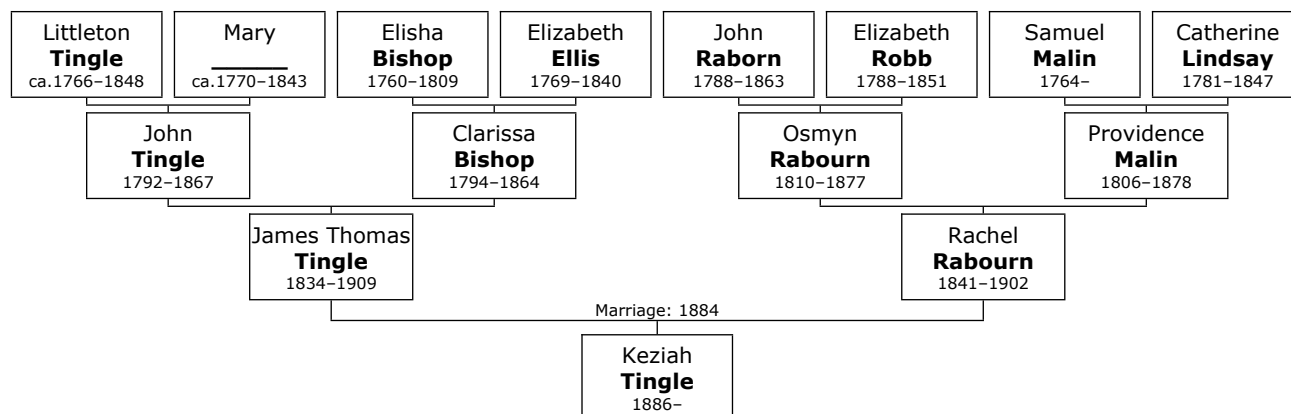 Littleton
Tingle
ca.1766–1848
Mary
______
ca.1770–1843
Elisha
Bishop
1760–1809
Elizabeth
Ellis
1769–1840
John
Raborn
1788–1863
Elizabeth
Robb
1788–1851
Samuel
Malin
1764–
Catherine
Lindsay
1781–1847
John
Tingle
1792–1867
Clarissa
Bishop
1794–1864
Osmyn
Rabourn
1810–1877
Providence
Malin
1806–1878
James Thomas
Tingle
1834–1909
Rachel
Rabourn
1841–1902
Marriage: 1884
Keziah
Tingle
1886–